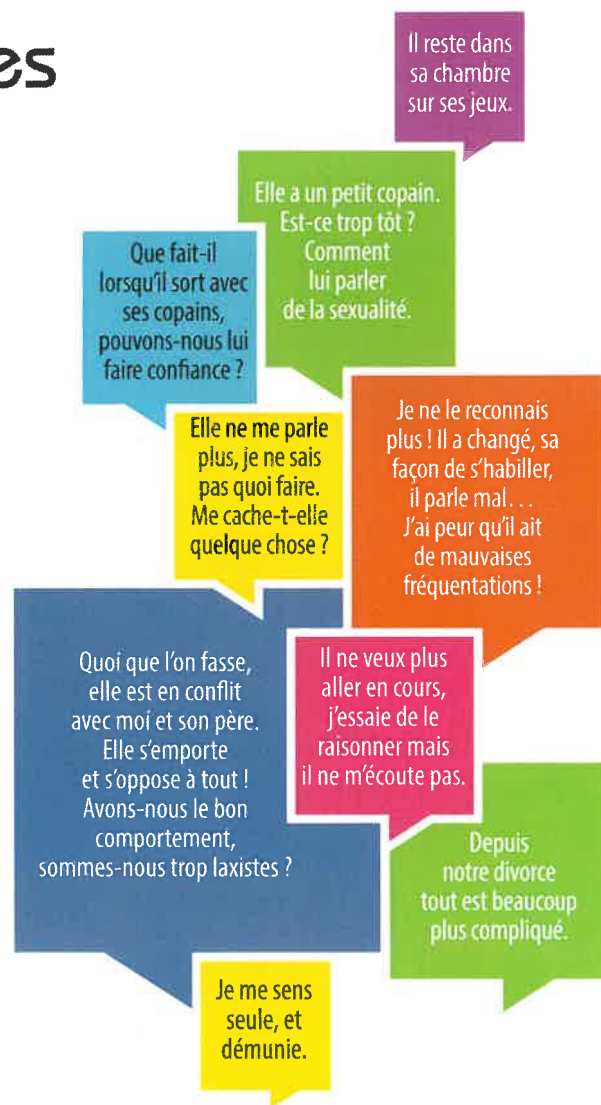 es
Il reste dans
sa chambre
sur ses jeux.
Elle a un petit copain.
Est-ce trop tôt ?
Comment
lui parler
de la sexualité.
Que fait-il
lorsqu'il sort avec
ses copains,
pouvons-nous lui
faire confiance ?
Elle ne me parle
plus, je ne sais
pas quoi faire.
Me cache-t-elle
quelque chose ?
Je ne le reconnais
plus ! Il a changé, sa
façon de s'habiller,
il parle mal...
J'ai peur qu'il ait
de mauvaises
fréquentations !
Quoi que l'on fasse,
elle est en conflit
avec moi et son père.
Elle s'emporte
et s'oppose à tout !
Avons-nous le bon
comportement,
sommes-nous trop laxistes ?
Il ne veux plus
aller en cours,
j'essaie de le
raisonner mais
il ne m'écoute pas.
Depuis
notre divorce
tout est beaucoup
plus compliqué.
Je me sens
seule, et
démunie.